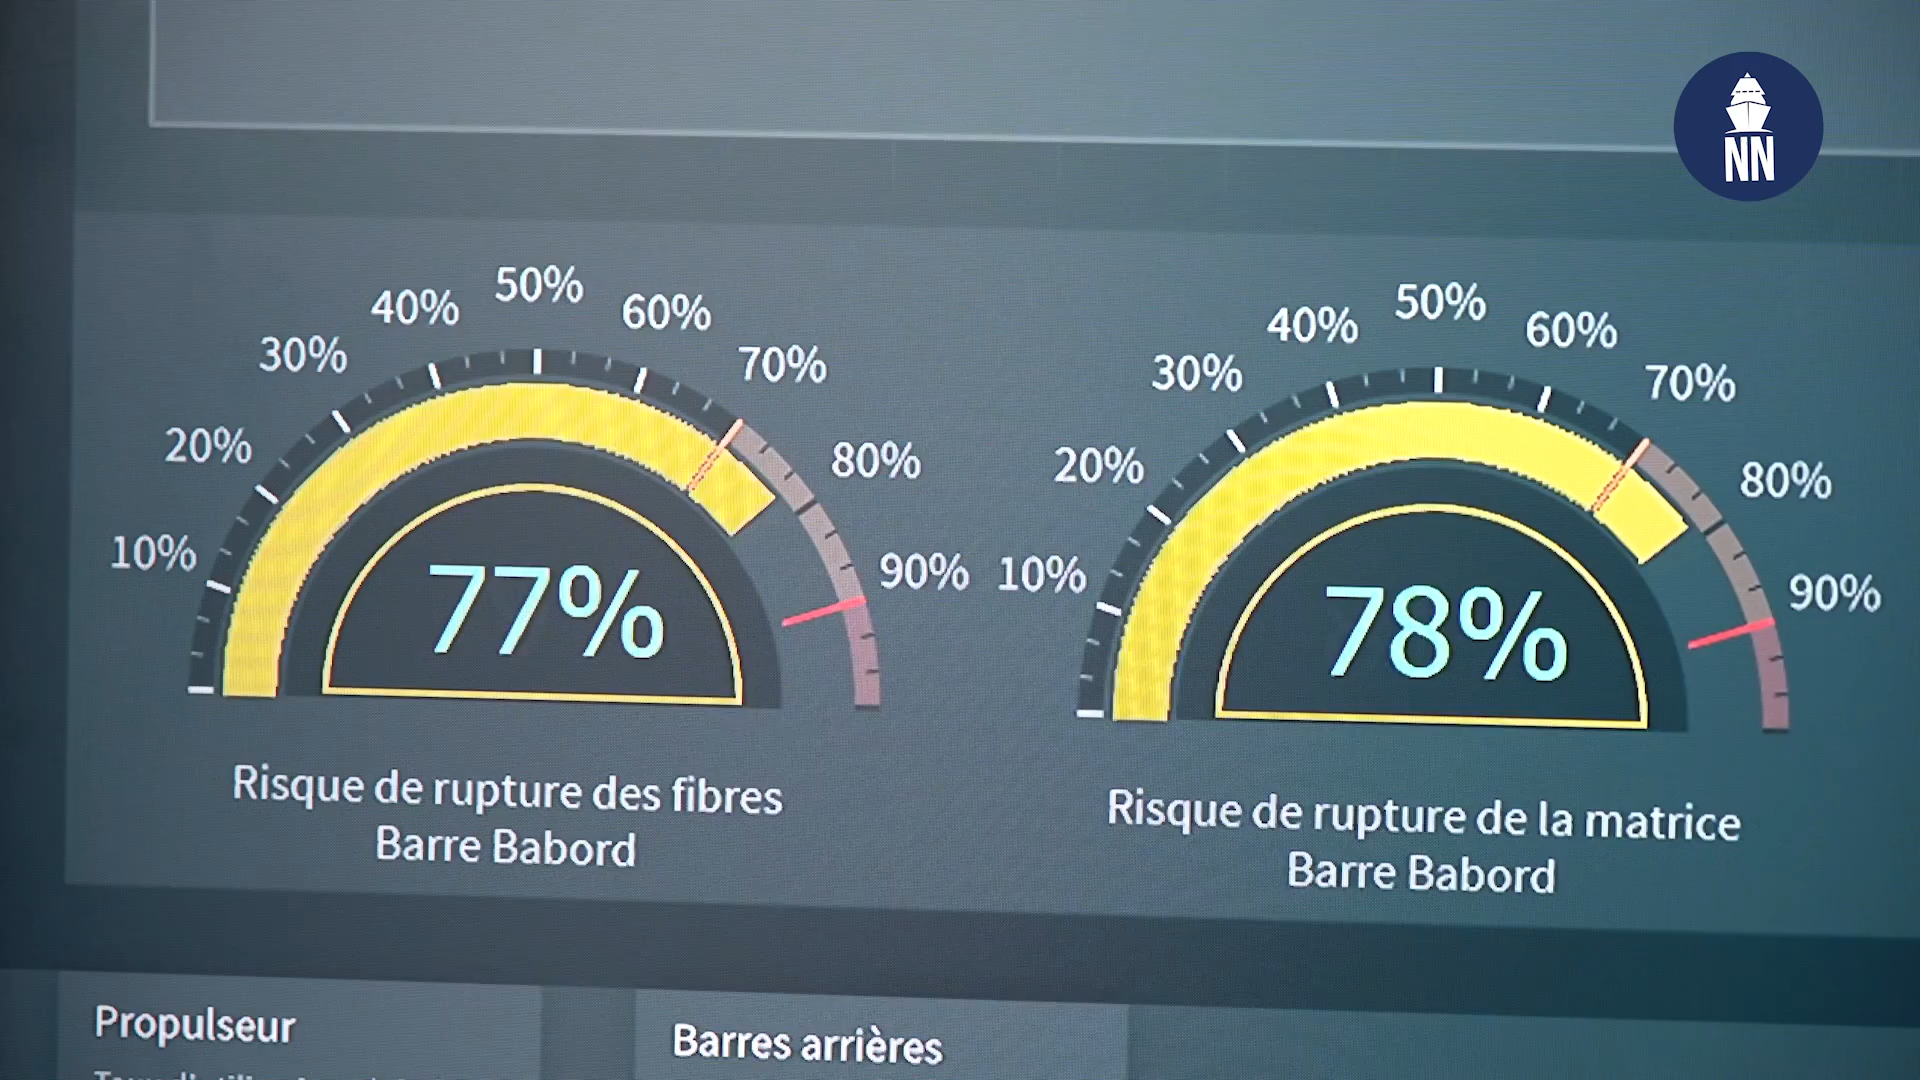 NN
10%
20%
30%
40%
50%
60%
70%
80%
90%
77%
Risque de rupture des fibres
Barre Babord
10%
20%
30%
40%
50%
60%
70%
80%
90%
78%
Risque de rupture de la matrice
Barre Babord
Propulseur
Barres arrières